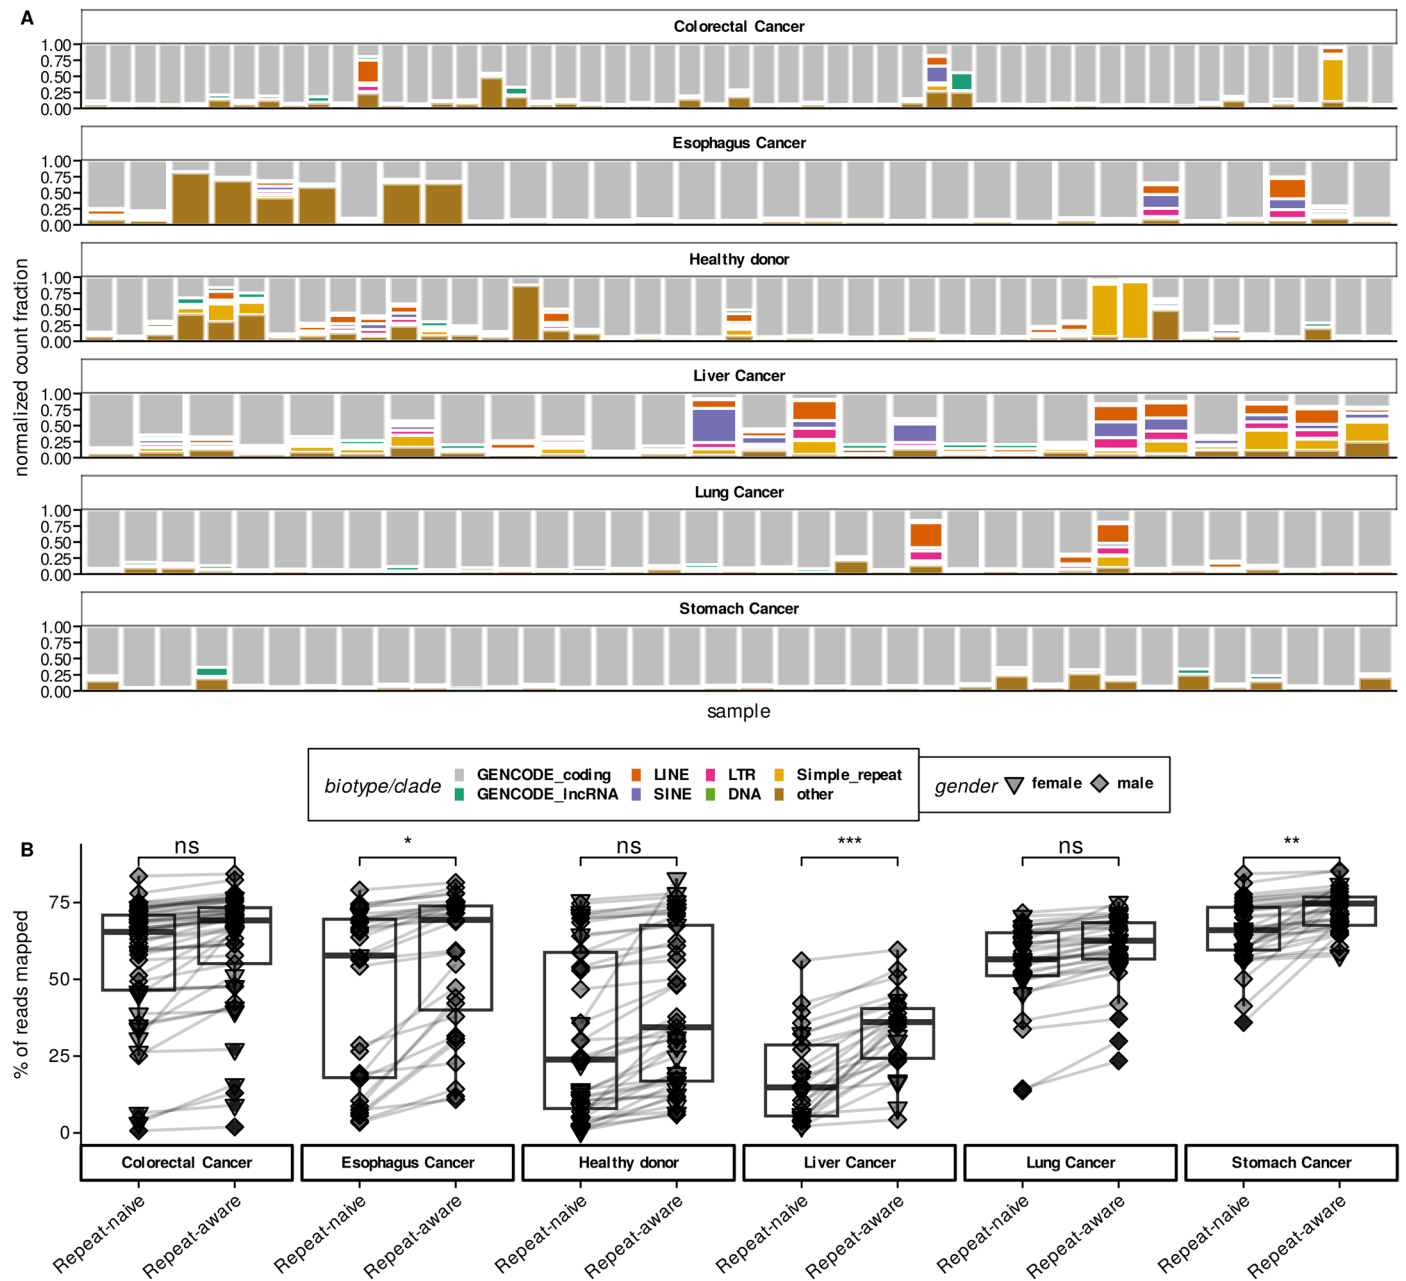 A
Colorectal Cancer
1.00
0.75
0.50
0.25
0.00
Esophagus Cancer
1.00
0.75
0.50
0.25
0.00
Healthy donor
1.00
0.75
0.50
0.25
0.00
normalized count fraction
Liver Cancer
1.00
0.75
0.50
0.25
0.00
Lung Cancer
1.00
0.75
0.50
0.25
0.00
Stomach Cancer
1.00
0.75
0.50
0.25
0.00
sample
biotype/clade
GENCODE_coding LINE LTR Simple_repeat
GENCODE_lncRNA SINE DNA other
gender female male
B
ns * ns *** ns **
% of reads mapped
75
50
25
0
Colorectal Cancer Esophagus Cancer Healthy donor Liver Cancer Lung Cancer Stomach Cancer
Repeat-naive Repeat-aware Repeat-naive Repeat-aware Repeat-naive Repeat-aware Repeat-naive Repeat-aware Repeat-naive Repeat-aware Repeat-naive Repeat-aware